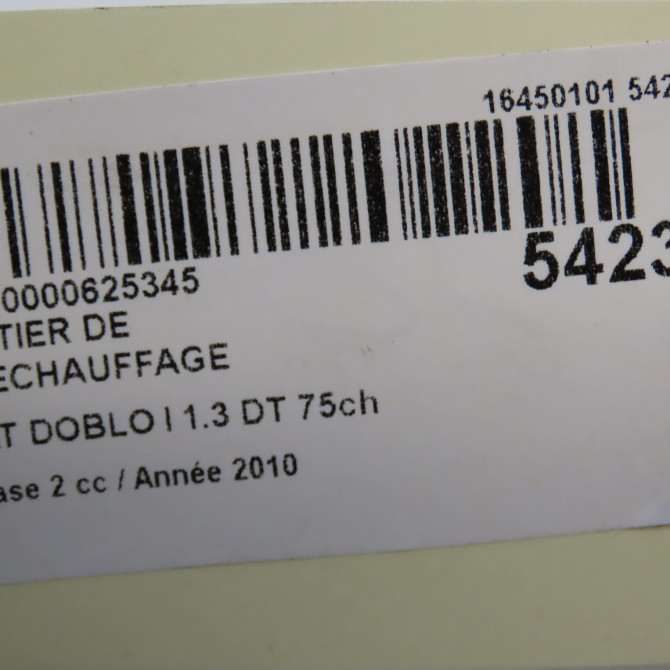 16450101 542
5423
0000625345
TIER DE
ECHAUFFAGE
T DOBLO I 1.3 DT 75ch
ase 2 cc / Année 2010